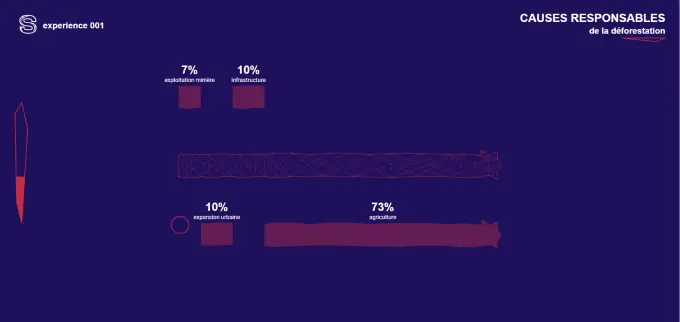 S experience 001
CAUSES RESPONSABLES
de la déforestation
7%
exploitation minière
10%
infrastructure
10%
expansion urbaine
73%
agriculture